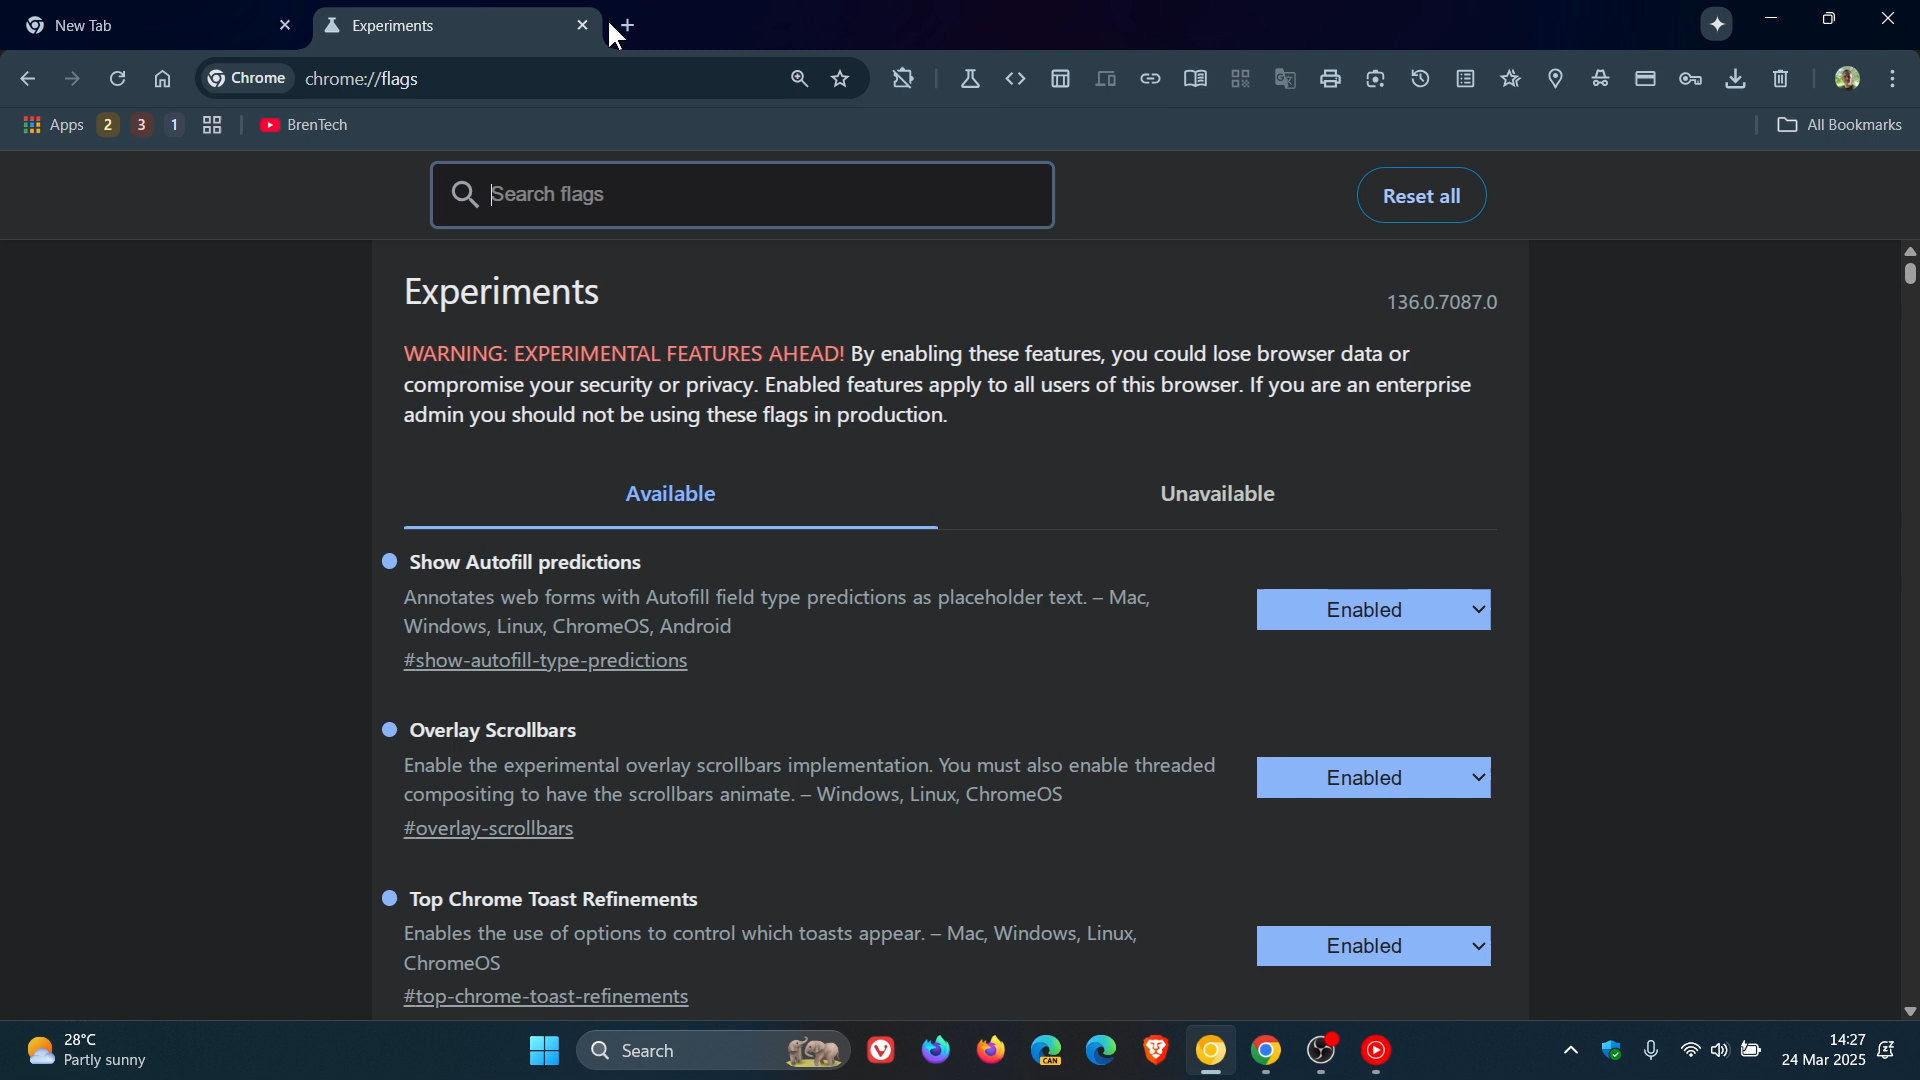 New Tab
Experiments
Chrome chrome://flags
Apps 2 3 1 BrenTech All Bookmarks
Search flags
Reset all
Experiments
136.0.7087.0
WARNING: EXPERIMENTAL FEATURES AHEAD! By enabling these features, you could lose browser data or
compromise your security or privacy. Enabled features apply to all users of this browser. If you are an enterprise
admin you should not be using these flags in production.
Available
Unavailable
Show Autofill predictions
Annotates web forms with Autofill field type predictions as placeholder text. – Mac,
Windows, Linux, ChromeOS, Android
#show-autofill-type-predictions
Enabled
Overlay Scrollbars
Enable the experimental overlay scrollbars implementation. You must also enable threaded
compositing to have the scrollbars animate. – Windows, Linux, ChromeOS
#overlay-scrollbars
Enabled
Top Chrome Toast Refinements
Enables the use of options to control which toasts appear. – Mac, Windows, Linux,
ChromeOS
#top-chrome-toast-refinements
Enabled
28°C
Partly sunny
Search
CAN
14:27
24 Mar 2025